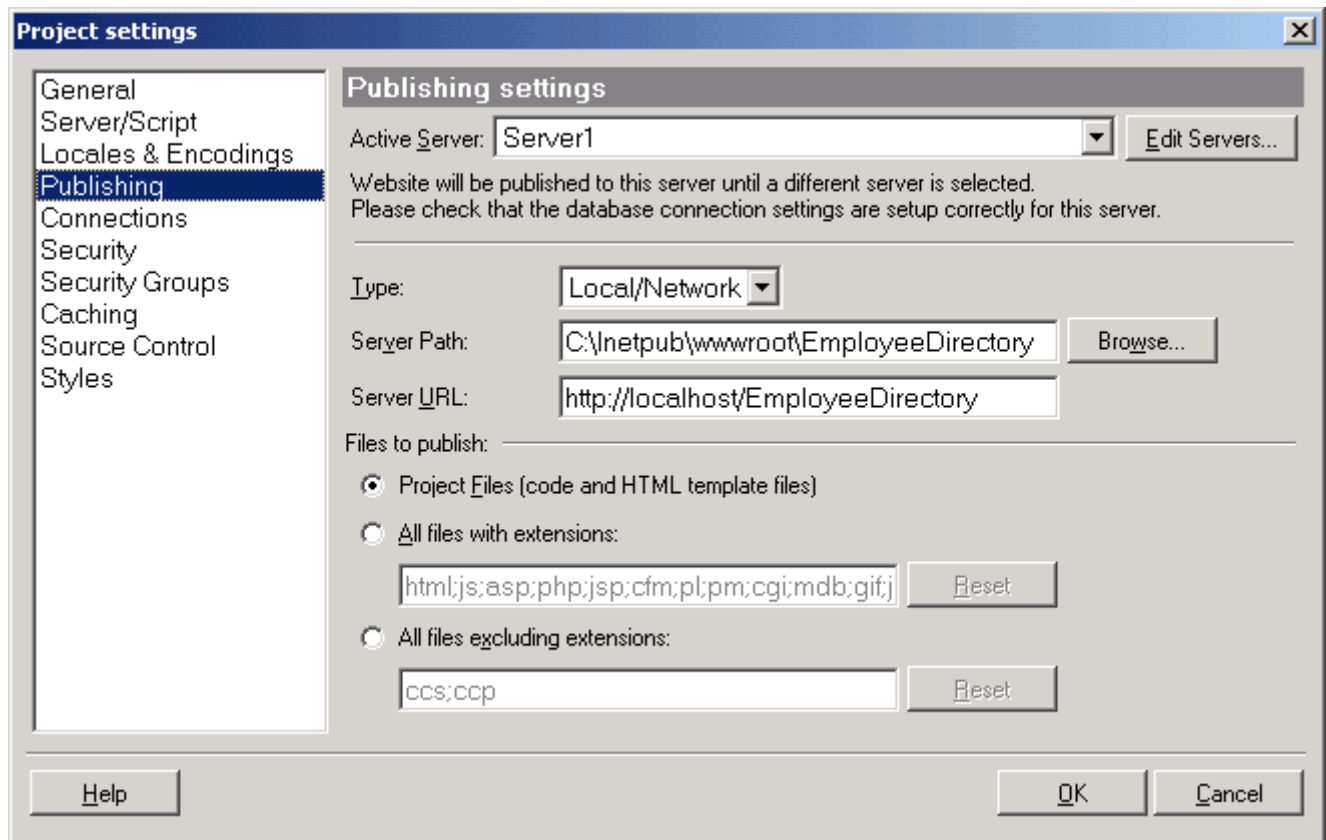 Project settings
General
Server/Script
Locales & Encodings
Publishing
Connections
Security
Security Groups
Caching
Source Control
Styles
Publishing settings
Active Server: Server1 Edit Servers...
Website will be published to this server until a different server is selected.
Please check that the database connection settings are setup correctly for this server.
Type: Local/Network
Server Path: C:\Inetpub\wwwroot\EmployeeDirectory Browse...
Server URL: http://localhost/EmployeeDirectory
Files to publish:
Project Files (code and HTML template files)
All files with extensions:
html;js;asp;php;jsp;cfm;pl;pm;cgi;mdb;gif;j Reset
All files excluding extensions:
ccs;ccp Reset
Help OK Cancel